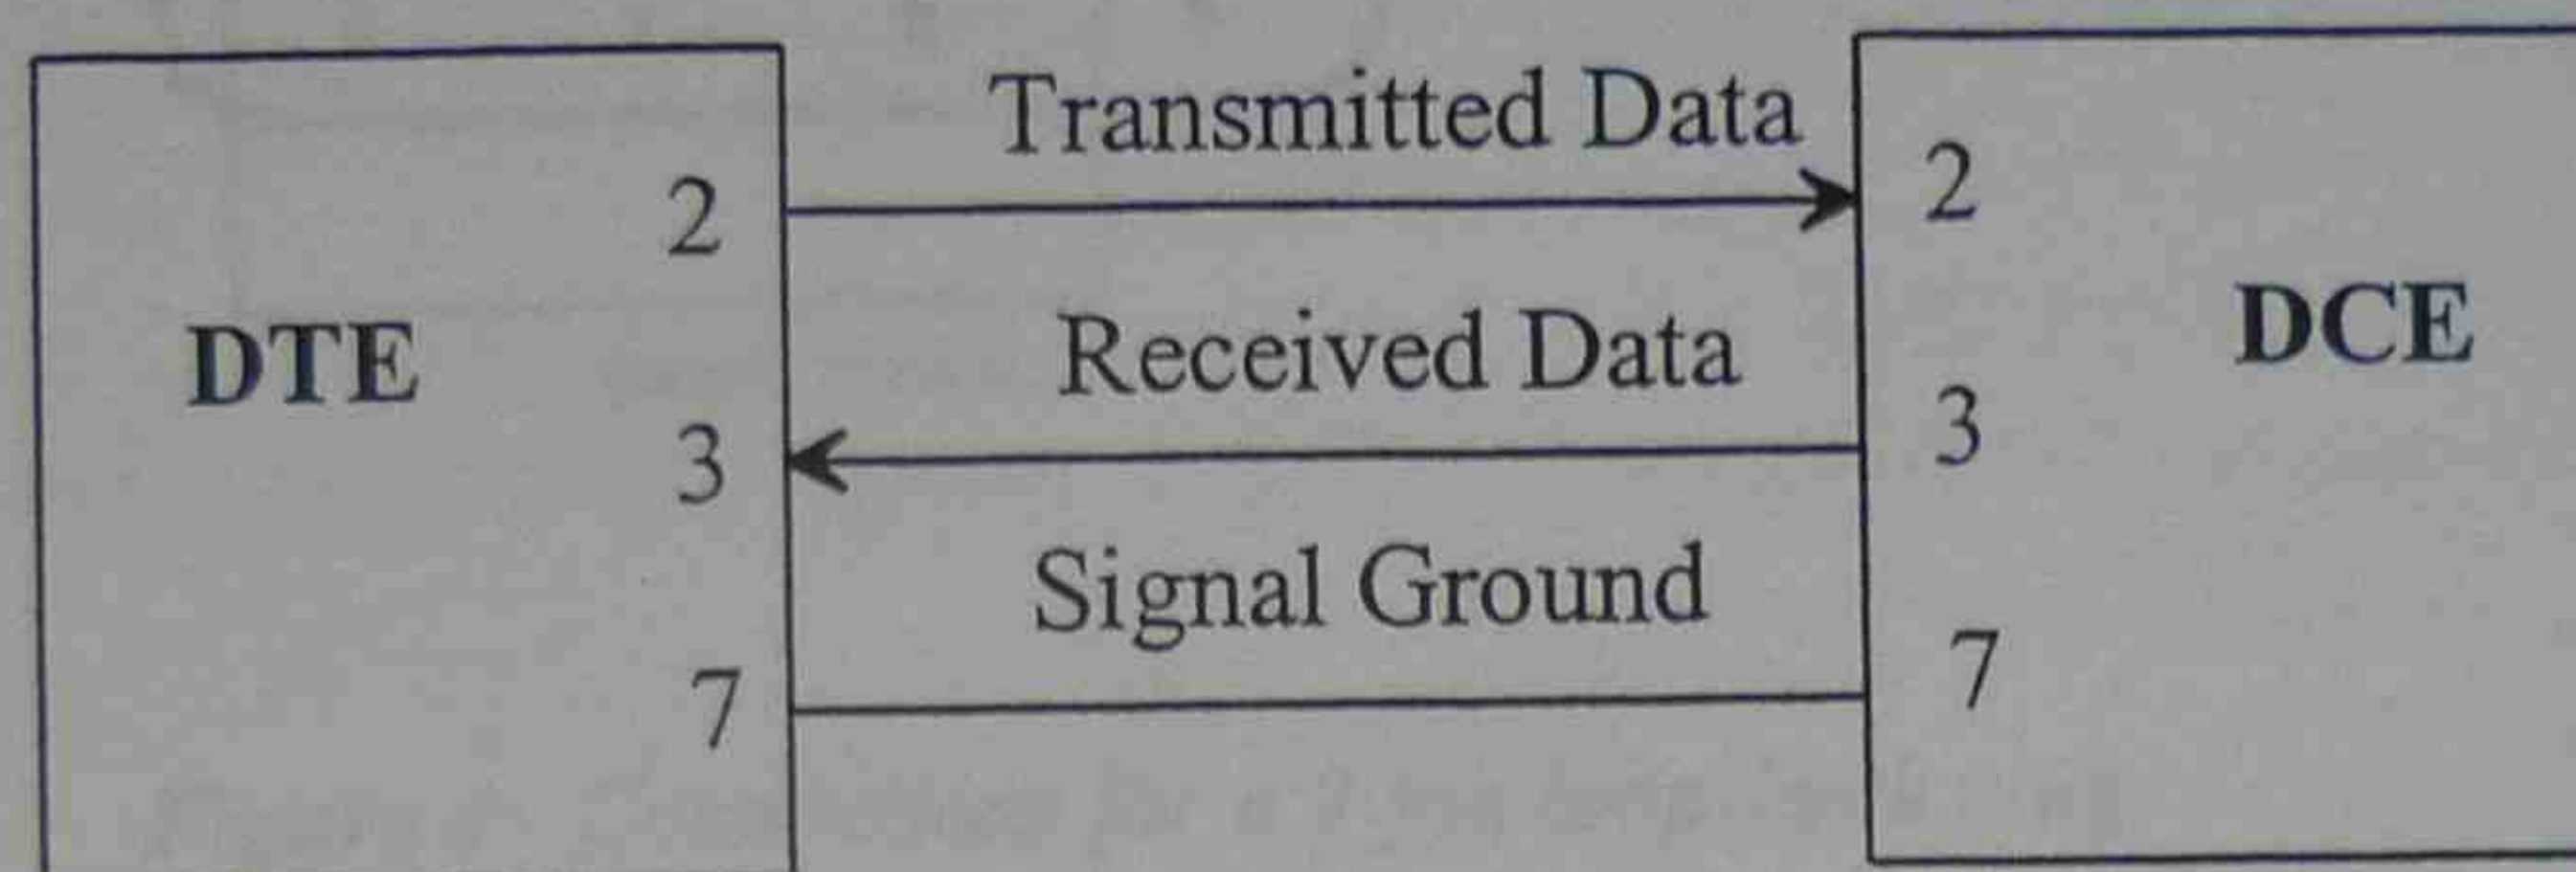 Transmitted Data
2
2
DTE
DCE
Received Data
3
3
Signal Ground
7
7